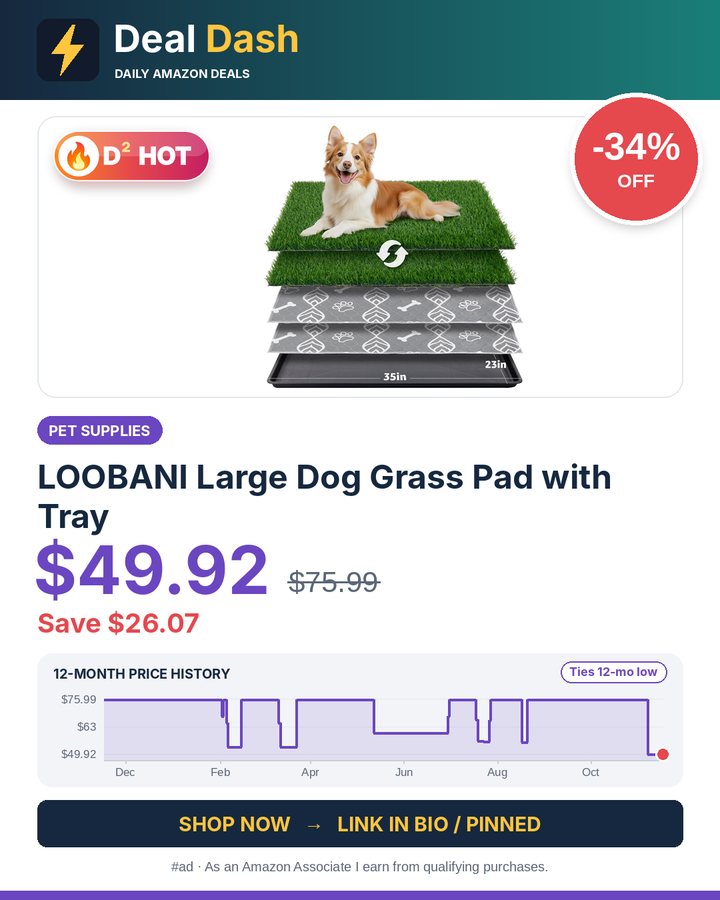 Deal Dash
DAILY AMAZON DEALS
D² HOT
-34%
OFF
23in
35in
PET SUPPLIES
LOOBANI Large Dog Grass Pad with
Tray
$49.92 $75.99
Save $26.07
12-MONTH PRICE HISTORY
Ties 12-mo low
$75.99
$63
$49.92
Dec Feb Apr Jun Aug Oct
SHOP NOW → LINK IN BIO / PINNED
#ad · As an Amazon Associate I earn from qualifying purchases.